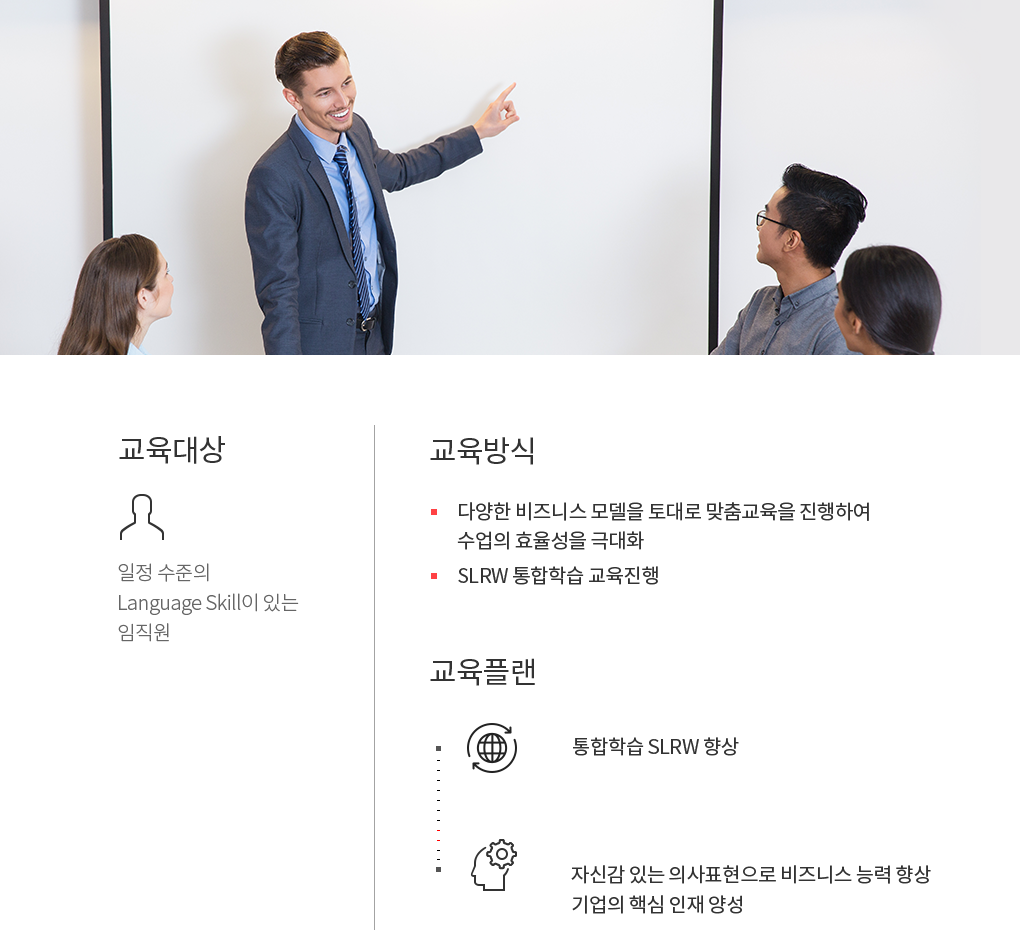 교육대상
일정 수준의
Language Skill이 있는
임직원
교육방식
다양한 비즈니스 모델을 토대로 맞춤교육을 진행하여
수업의 효율성을 극대화
SLRW 통합학습 교육진행
교육플랜
통합학습 SLRW 향상
자신감 있는 의사표현으로 비즈니스 능력 향상
기업의 핵심 인재 양성